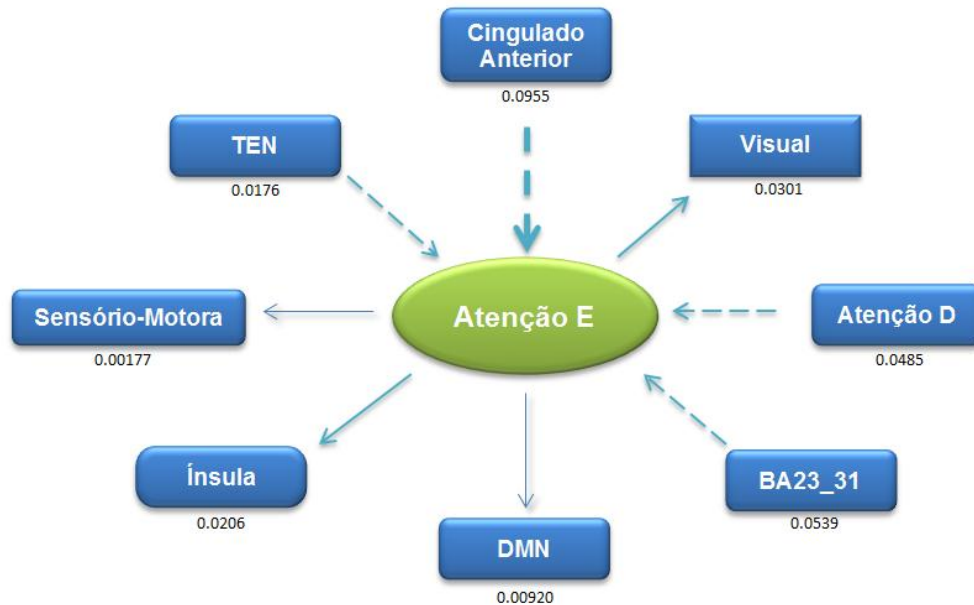 Cingulado
Anterior
0.0955
TEN
0.0176
Visual
0.0301
Sensório-Motora
0.00177
Atenção E
Atenção D
0.0485
Ínsula
0.0206
BA23_31
0.0539
DMN
0.00920